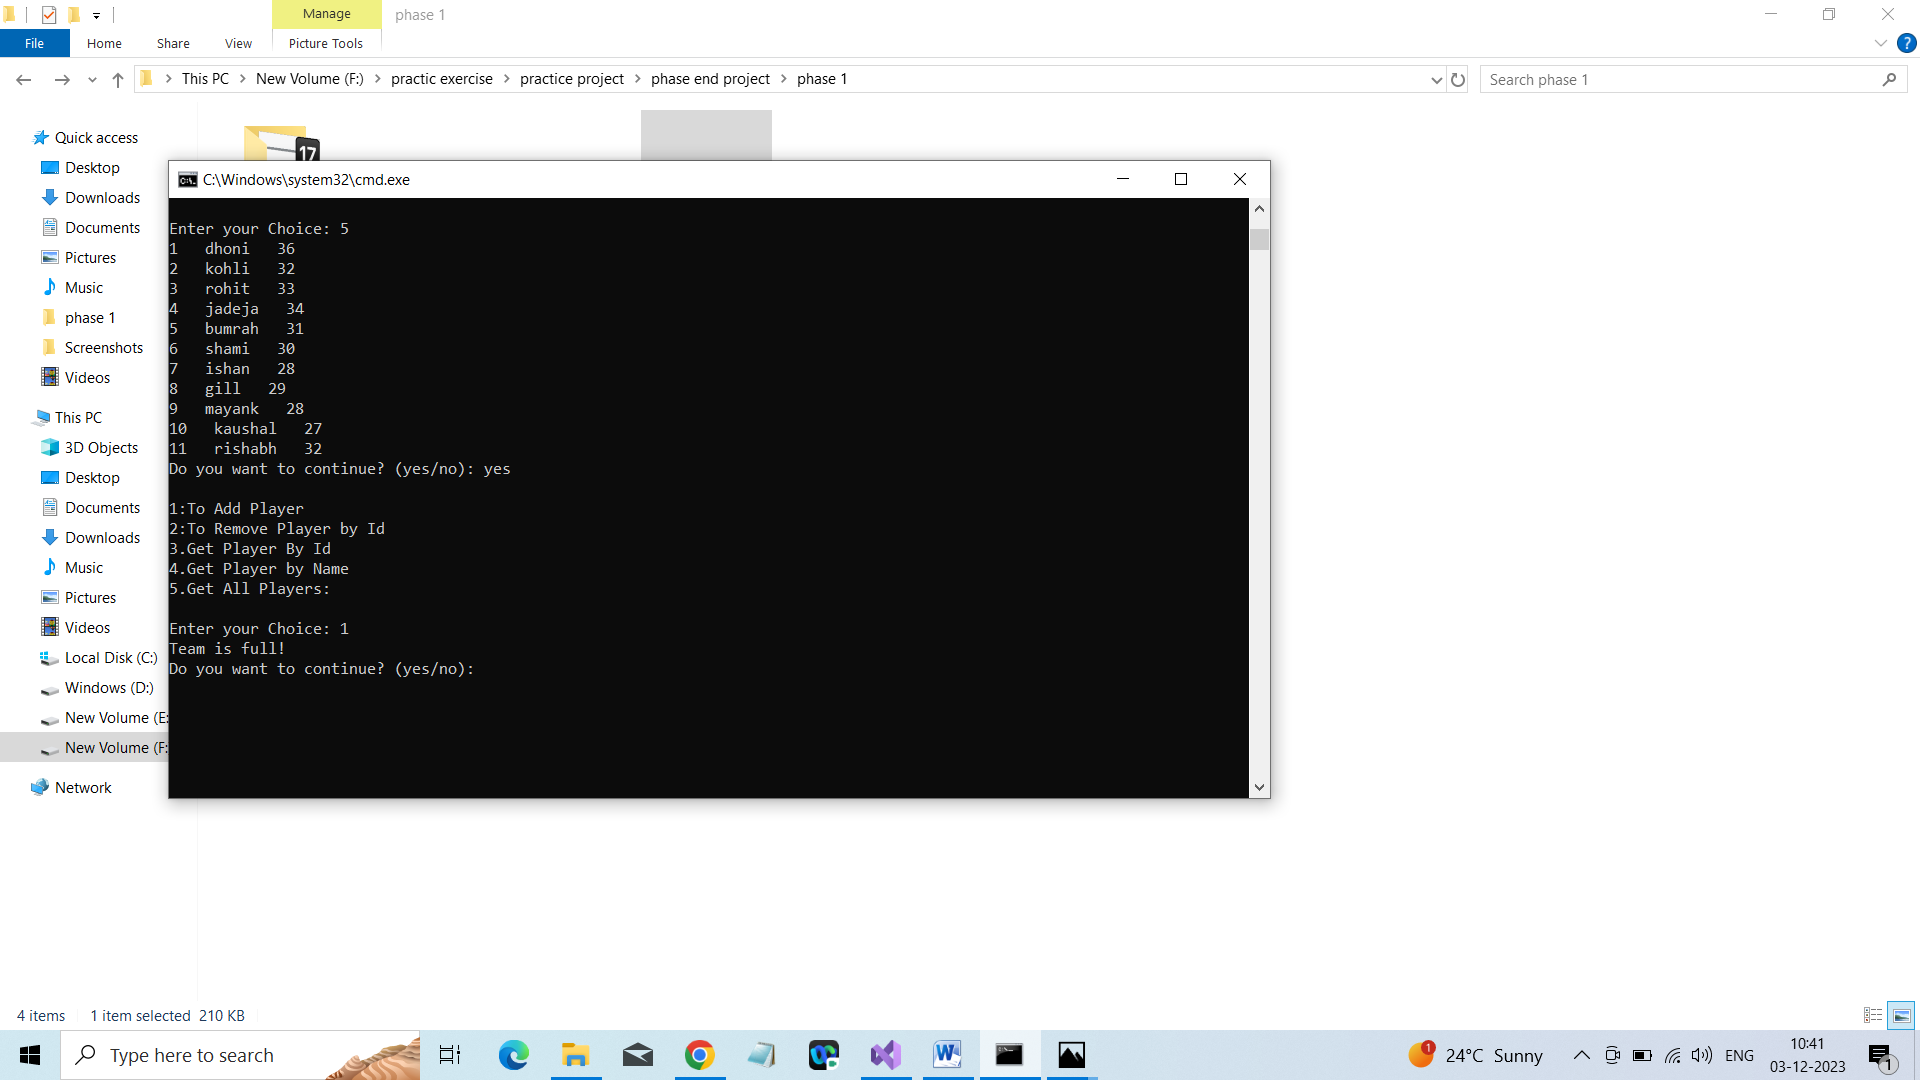 Manage
phase 1
File
Home
Share
View
Picture Tools
?
This PC
New Volume (F:)
practic exercise
practice project
phase end project
phase 1
Search phase 1
Quick access
Desktop
Downloads
Documents
Pictures
Music
phase 1
Screenshots
Videos
This PC
3D Objects
Desktop
Documents
Downloads
Music
Pictures
Videos
Local Disk (C:)
Windows (D:)
New Volume (E:
New Volume (F:
Network
17
C:\Windows\system32\cmd.exe
Enter your Choice: 5
1   dhoni   36
2   kohli   32
3   rohit   33
4   jadeja   34
5   bumrah   31
6   shami   30
7   ishan   28
8   gill   29
9   mayank   28
10   kaushal   27
11   rishabh   32
Do you want to continue? (yes/no): yes
1:To Add Player
2:To Remove Player by Id
3.Get Player By Id
4.Get Player by Name
5.Get All Players:
Enter your Choice: 1
Team is full!
Do you want to continue? (yes/no):
4 items
1 item selected  210 KB
Type here to search
1
24°C  Sunny
ENG
10:41
03-12-2023
1